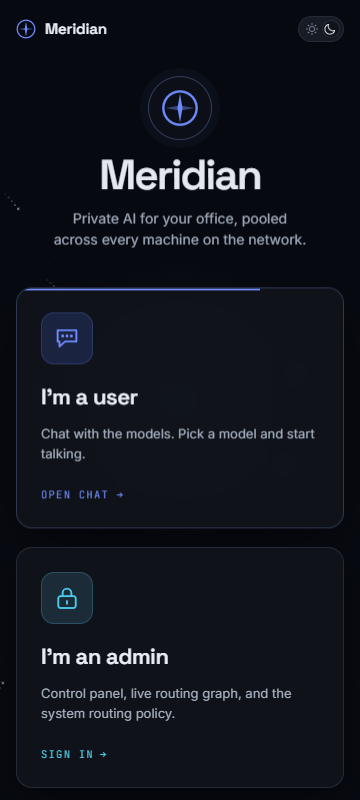 Meridian
Meridian
Private AI for your office, pooled
across every machine on the network.
I'm a user
Chat with the models. Pick a model and start
talking.
OPEN CHAT →
I'm an admin
Control panel, live routing graph, and the
system routing policy.
SIGN IN →